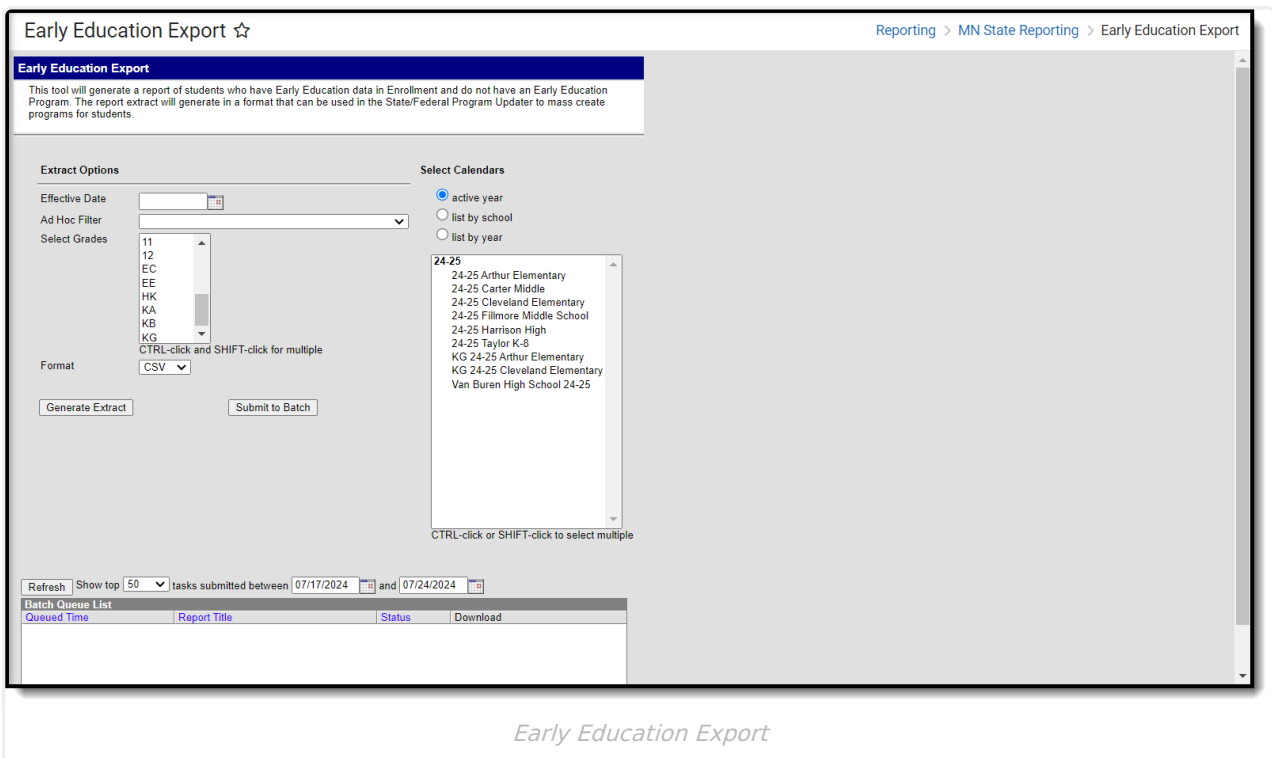 Early Education Export
Reporting > MN State Reporting > Early Education Export
Early Education Export
This tool will generate a report of students who have Early Education data in Enrollment and do not have an Early Education
Program. The report extract will generate in a format that can be used in the State/Federal Program Updater to mass create
programs for students.
Extract Options
Effective Date
Ad Hoc Filter
Select Grades
11
12
EC
EE
HK
KA
KB
KG
CTRL-click and SHIFT-click for multiple
Format
CSV
Generate Extract
Submit to Batch
Select Calendars
active year
list by school
list by year
24-25
24-25 Arthur Elementary
24-25 Carter Middle
24-25 Cleveland Elementary
24-25 Fillmore Middle School
24-25 Harrison High
24-25 Taylor K-8
KG 24-25 Arthur Elementary
KG 24-25 Cleveland Elementary
Van Buren High School 24-25
CTRL-click or SHIFT-click to select multiple
Refresh Show top 50 tasks submitted between 07/17/2024 and 07/24/2024
Batch Queue List
Queued Time Report Title Status Download
Early Education Export